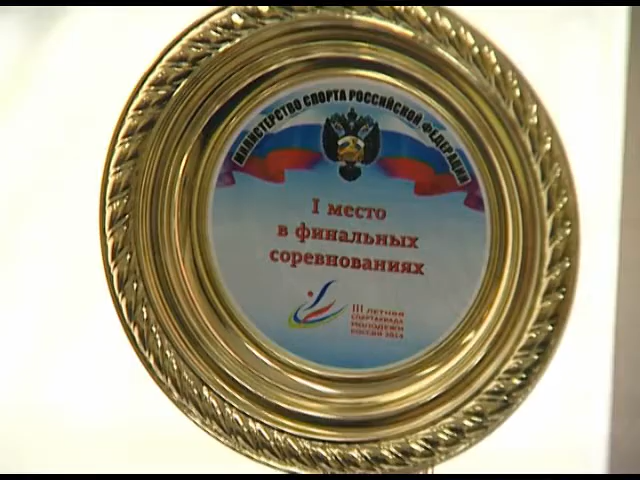 МИНИСТЕРСТВО СПОРТА РОССИЙСКОЙ ФЕДЕРАЦИИ
I место
в финальных
соревнованиях
III ЛЕТНЯЯ
СПАРТАКИАДА
МОЛОДЕЖИ
РОССИИ 2014